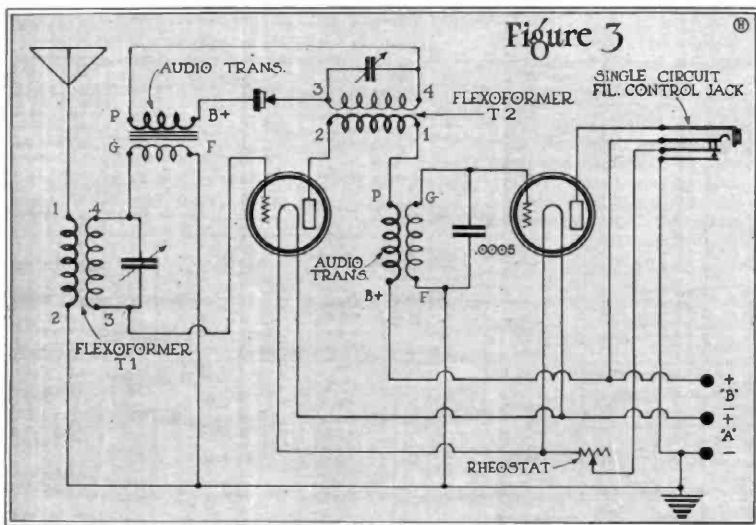 Figure 3
H
AUDIO TRANS.
P
B+
G
F
3
4
2
1
FLEXOFORMER
T 2
SINGLE CIRCUIT
FIL. CONTROL JACK
1
4
2
3
FLEXOFORMER
T 1
P
G
AUDIO
TRANS.
B+
F
.0005
+
"B"
-
+
"A"
-
RHEOSTAT